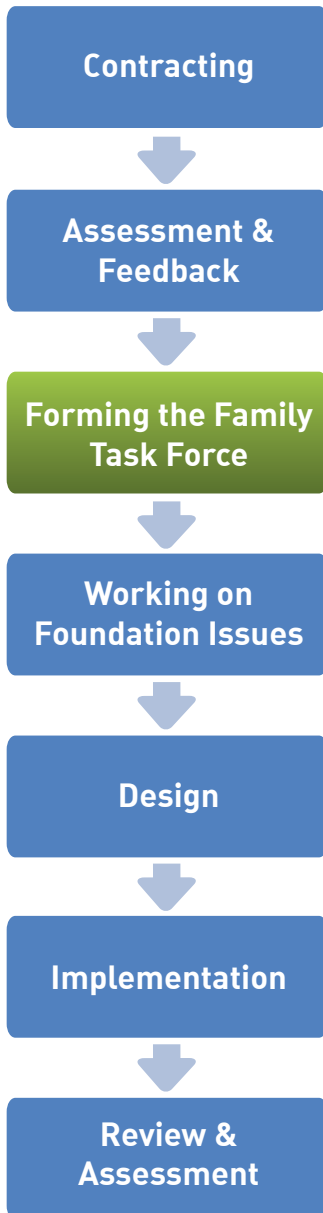 Contracting
Assessment &
Feedback
Forming the Family
Task Force
Working on
Foundation Issues
Design
Implementation
Review &
Assessment